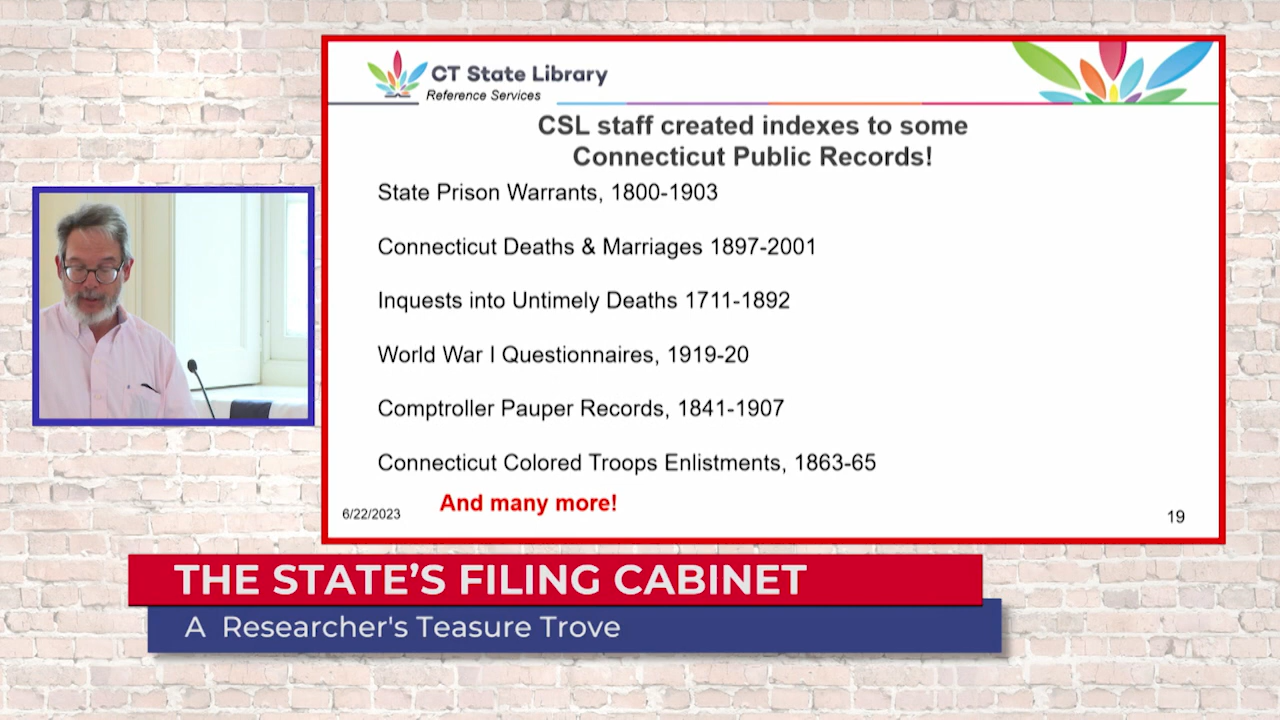 CT State Library
Reference Services
CSL staff created indexes to some
Connecticut Public Records!
State Prison Warrants, 1800-1903
Connecticut Deaths & Marriages 1897-2001
Inquests into Untimely Deaths 1711-1892
World War I Questionnaires, 1919-20
Comptroller Pauper Records, 1841-1907
Connecticut Colored Troops Enlistments, 1863-65
And many more!
6/22/2023
19
THE STATE’S FILING CABINET
A Researcher's Teasure Trove